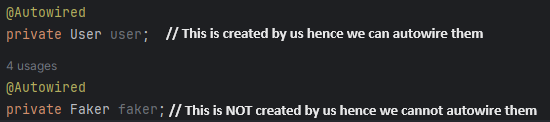 @Autowired
private User user; // This is created by us hence we can autowire them
4 usages
@Autowired
private Faker faker; // This is NOT created by us hence we cannot autowire them